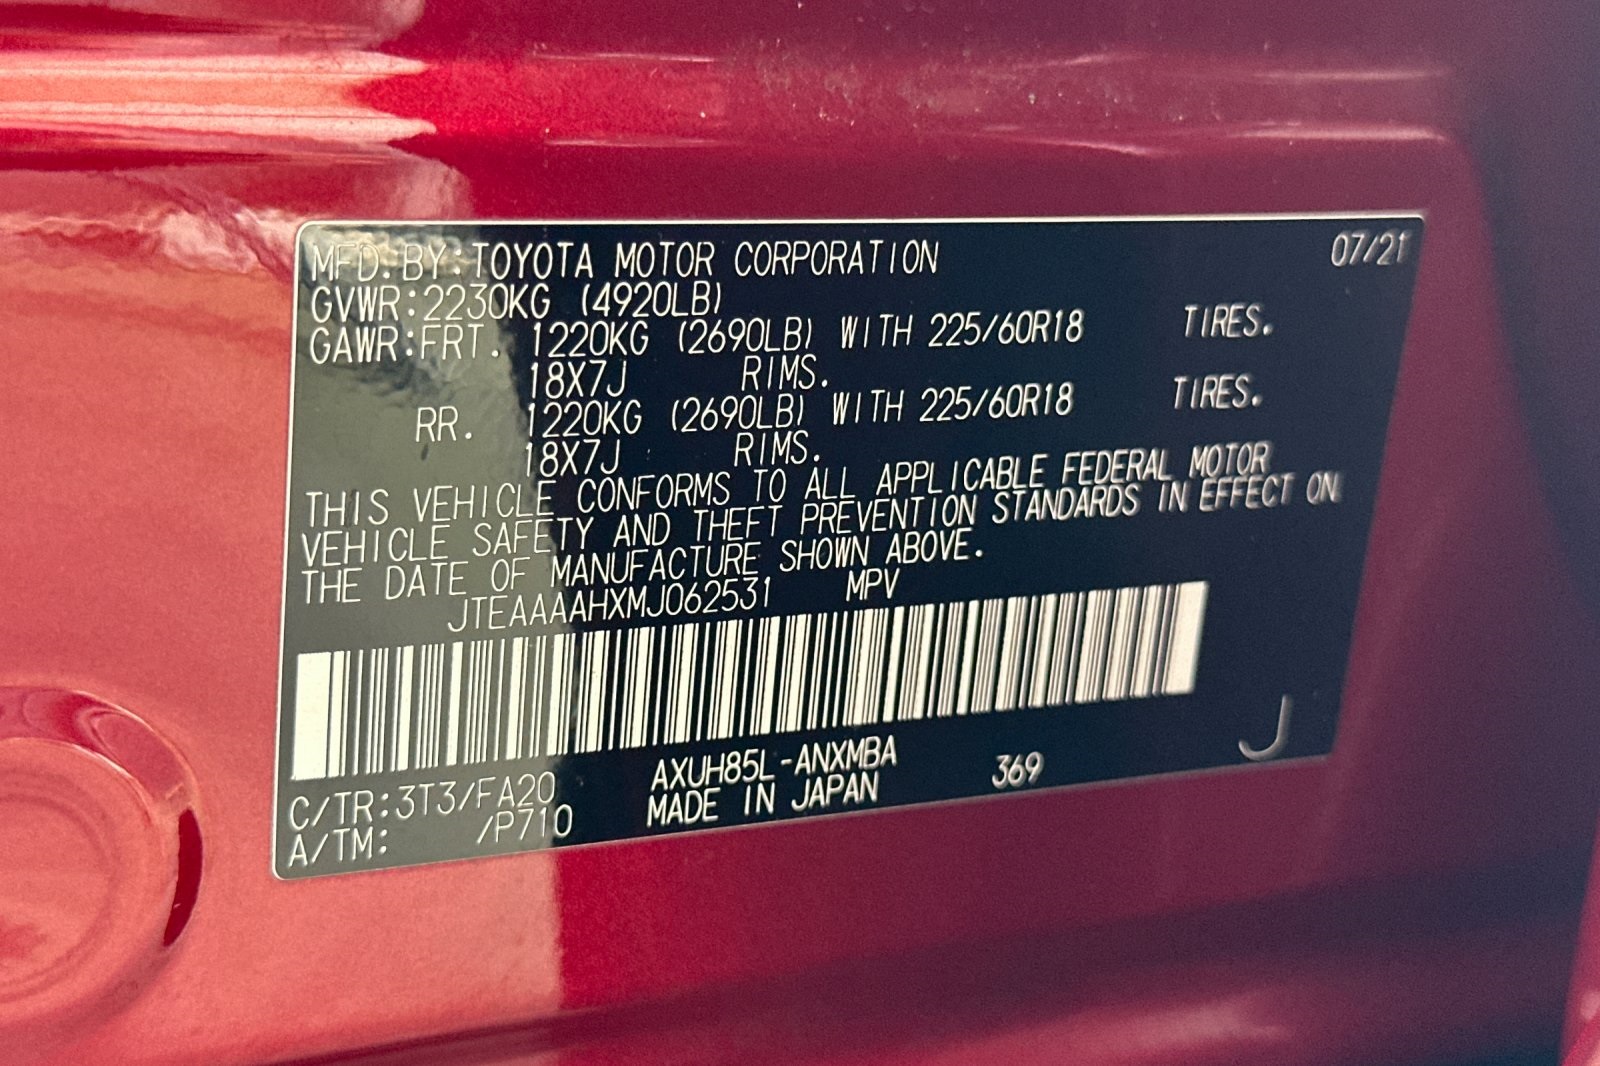 MFD.BY:TOYOTA MOTOR CORPORATION 07/21
GVWR:2230KG (4920LB)
GAWR:FRT. 1220KG (2690LB) WITH 225/60R18 TIRES.
18X7J RIMS.
RR. 1220KG (2690LB) WITH 225/60R18 TIRES.
18X7J RIMS.
THIS VEHICLE CONFORMS TO ALL APPLICABLE FEDERAL MOTOR
VEHICLE SAFETY AND THEFT PREVENTION STANDARDS IN EFFECT ON
THE DATE OF MANUFACTURE SHOWN ABOVE.
JTEAAAAHXMJ062531 MPV
C/TR:3T3/FA20 AXUH85L-ANXMBA 369 J
A/TM: /P710 MADE IN JAPAN